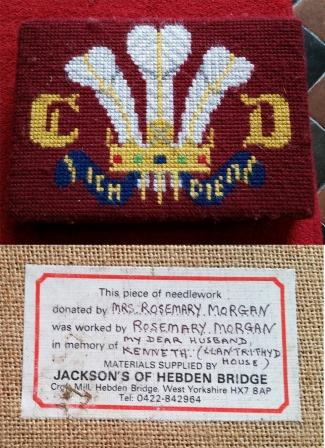 C D
ICH DIEN
This piece of needlework
donated by MRS. ROSEMARY MORGAN
was worked by ROSEMARY MORGAN
in memory of MY DEAR HUSBAND,
KENNETH. (LLANTRITHYD HOUSE)
MATERIALS SUPPLIED BY
JACKSON'S OF HEBDEN BRIDGE
Croft Mill, Hebden Bridge, West Yorkshire HX7 8AP
Tel: 0422-842964